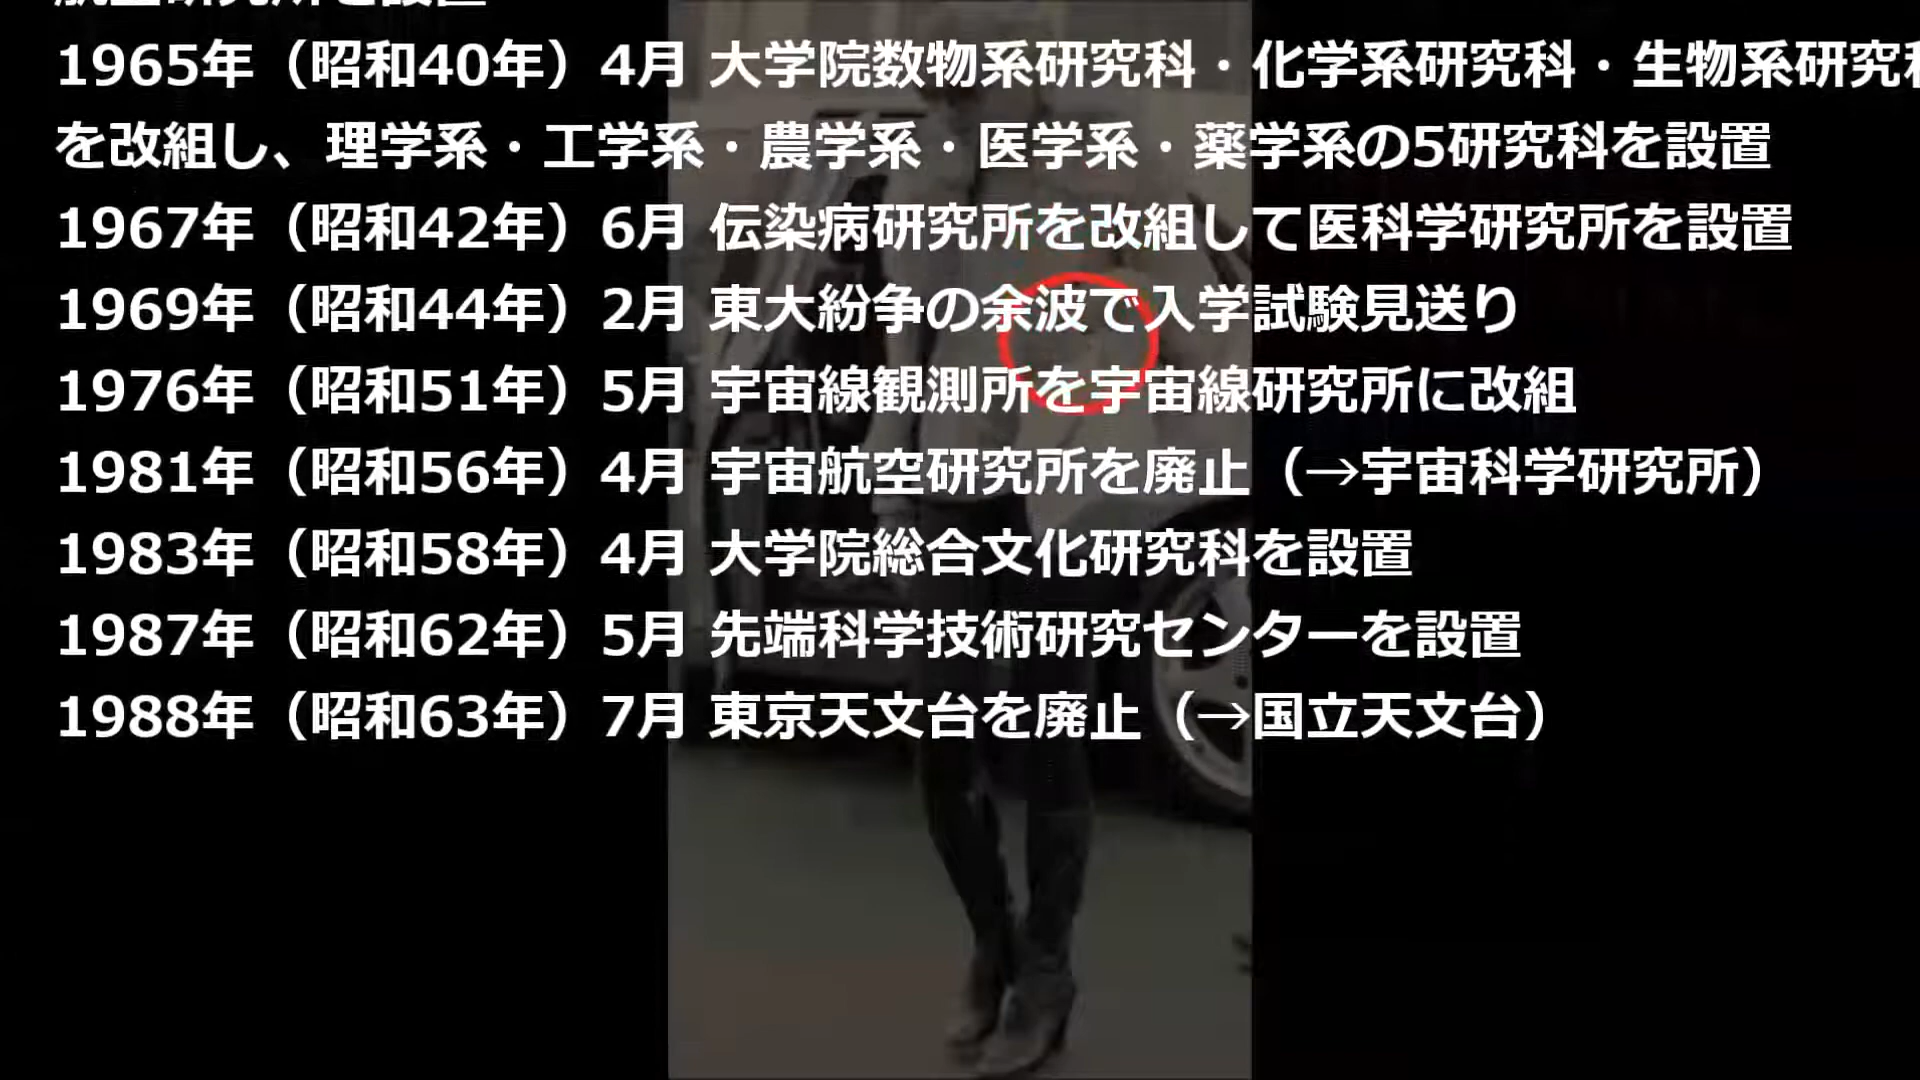 航空研究所を設置
1965年（昭和40年）4月 大学院数物系研究科・化学系研究科・生物系研究科
を改組し、理学系・工学系・農学系・医学系・薬学系の5研究科を設置
1967年（昭和42年）6月 伝染病研究所を改組して医科学研究所を設置
1969年（昭和44年）2月 東大紛争の余波で入学試験見送り
1976年（昭和51年）5月 宇宙線観測所を宇宙線研究所に改組
1981年（昭和56年）4月 宇宙航空研究所を廃止（→宇宙科学研究所）
1983年（昭和58年）4月 大学院総合文化研究科を設置
1987年（昭和62年）5月 先端科学技術研究センターを設置
1988年（昭和63年）7月 東京天文台を廃止（→国立天文台）